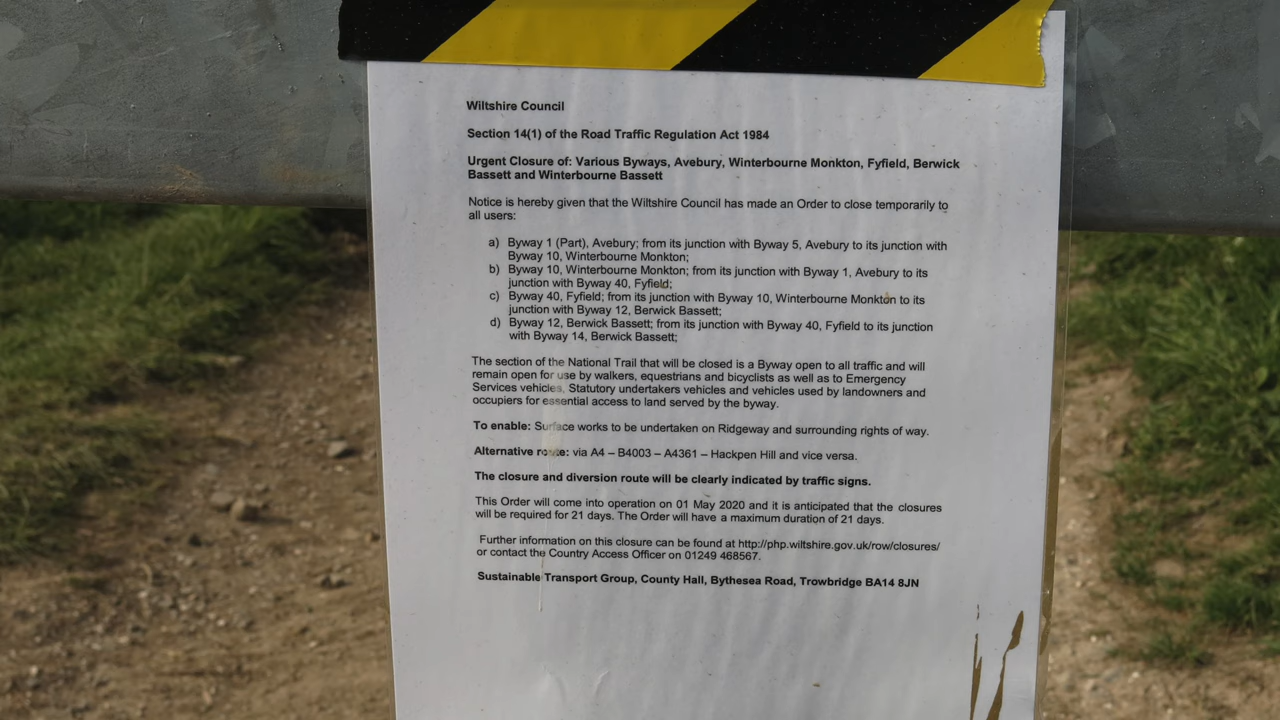 Wiltshire Council
Section 14(1) of the Road Traffic Regulation Act 1984
Urgent Closure of: Various Byways, Avebury, Winterbourne Monkton, Fyfield, Berwick
Bassett and Winterbourne Bassett
Notice is hereby given that the Wiltshire Council has made an Order to close temporarily to
all users:
a) Byway 1 (Part), Avebury; from its junction with Byway 5, Avebury to its junction with
Byway 10, Winterbourne Monkton;
b) Byway 10, Winterbourne Monkton; from its junction with Byway 1, Avebury to its
junction with Byway 40, Fyfield;
c) Byway 40, Fyfield; from its junction with Byway 10, Winterbourne Monkton to its
junction with Byway 12, Berwick Bassett;
d) Byway 12, Berwick Bassett; from its junction with Byway 40, Fyfield to its junction
with Byway 14, Berwick Bassett;
The section of the National Trail that will be closed is a Byway open to all traffic and will
remain open for use by walkers, equestrians and bicyclists as well as to Emergency
Services vehicles, Statutory undertakers vehicles and vehicles used by landowners and
occupiers for essential access to land served by the byway.
To enable: Surface works to be undertaken on Ridgeway and surrounding rights of way.
Alternative route: via A4 – B4003 – A4361 – Hackpen Hill and vice versa.
The closure and diversion route will be clearly indicated by traffic signs.
This Order will come into operation on 01 May 2020 and it is anticipated that the closures
will be required for 21 days. The Order will have a maximum duration of 21 days.
Further information on this closure can be found at http://php.wiltshire.gov.uk/row/closures/
or contact the Country Access Officer on 01249 468567.
Sustainable Transport Group, County Hall, Bythesea Road, Trowbridge BA14 8JN